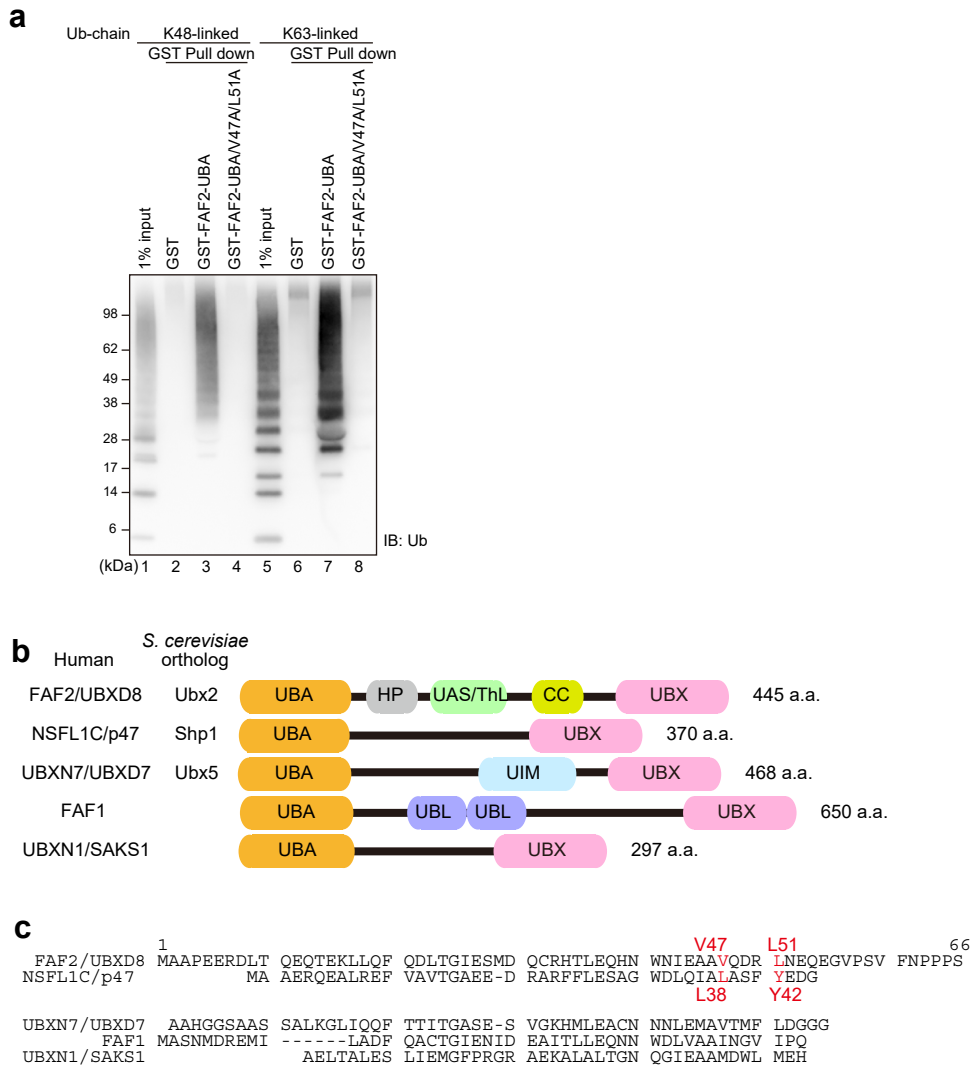 a
Ub-chain K48-linked K63-linked
GST Pull down GST Pull down
1% input GST GST-FAF2-UBA GST-FAF2-UBA/V47A/L51A 1% input GST GST-FAF2-UBA GST-FAF2-UBA/V47A/L51A
98
62
49
38
28
17
14
6
IB: Ub
(kDa) 1 2 3 4 5 6 7 8
b
Human S. cerevisiae ortholog
FAF2/UBXD8 Ubx2 UBA HP UAS/ThL CC UBX 445 a.a.
NSFL1C/p47 Shp1 UBA UBX 370 a.a.
UBXN7/UBXD7 Ubx5 UBA UIM UBX 468 a.a.
FAF1 UBA UBL UBL UBX 650 a.a.
UBXN1/SAKS1 UBA UBX 297 a.a.
c
1 V47 L51 66
FAF2/UBXD8 MAAPEERDLT QEQTEKLLQF QDLTGIESMD QCRHTLEQHN WNIEAAVQDR LNEQEGVPSV FNPPPS
NSFL1C/p47 MA AERQEALREF VAVTGAEE-D RARFFLESAG WDLQIALASF YEDG
L38 Y42
UBXN7/UBXD7 AAHGGSAASS SALKGLIQQF TTITGASE-S VGKHMLEACN NNLEMAVTMF LDGGG
FAF1 MASNMDREMI ------LADF QACTGIENID EAITLLEQNN WDLVAAINGV IPQ
UBXN1/SAKS1 AELTALES LIEMGFPRGR AEKALALTGN QGIEAAMDWL MEH